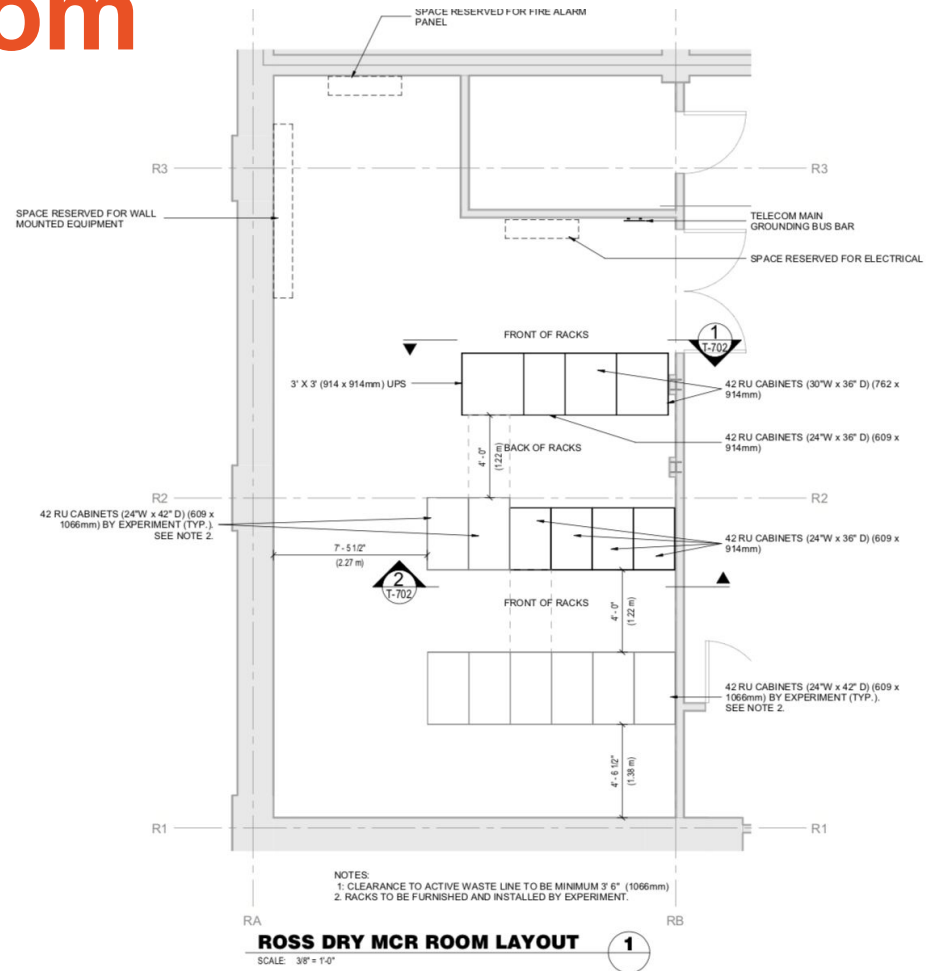 om
SPACE RESERVED FOR FIRE ALARM
PANEL
R3
R3
SPACE RESERVED FOR WALL
MOUNTED EQUIPMENT
TELECOM MAIN
GROUNDING BUS BAR
SPACE RESERVED FOR ELECTRICAL
FRONT OF RACKS
1
T-702
3' X 3' (914 x 914mm) UPS
42 RU CABINETS (30"W x 36" D) (762 x
914mm)
4' - 0"
(1.22 m)
BACK OF RACKS
42 RU CABINETS (24"W x 36" D) (609 x
914mm)
R2
R2
42 RU CABINETS (24"W x 42" D) (609 x
1066mm) BY EXPERIMENT (TYP.).
SEE NOTE 2.
42 RU CABINETS (24"W x 36" D) (609 x
914mm)
7' - 5 1/2"
(2.27 m)
2
T-702
FRONT OF RACKS
4' - 0"
(1.22 m)
42 RU CABINETS (24"W x 42" D) (609 x
1066mm) BY EXPERIMENT (TYP.).
SEE NOTE 2.
4' - 6 1/2"
(1.38 m)
R1
R1
NOTES:
1: CLEARANCE TO ACTIVE WASTE LINE TO BE MINIMUM 3' 6" (1066mm)
2. RACKS TO BE FURNISHED AND INSTALLED BY EXPERIMENT.
RA
RB
ROSS DRY MCR ROOM LAYOUT
1
SCALE: 3/8" = 1'-0"